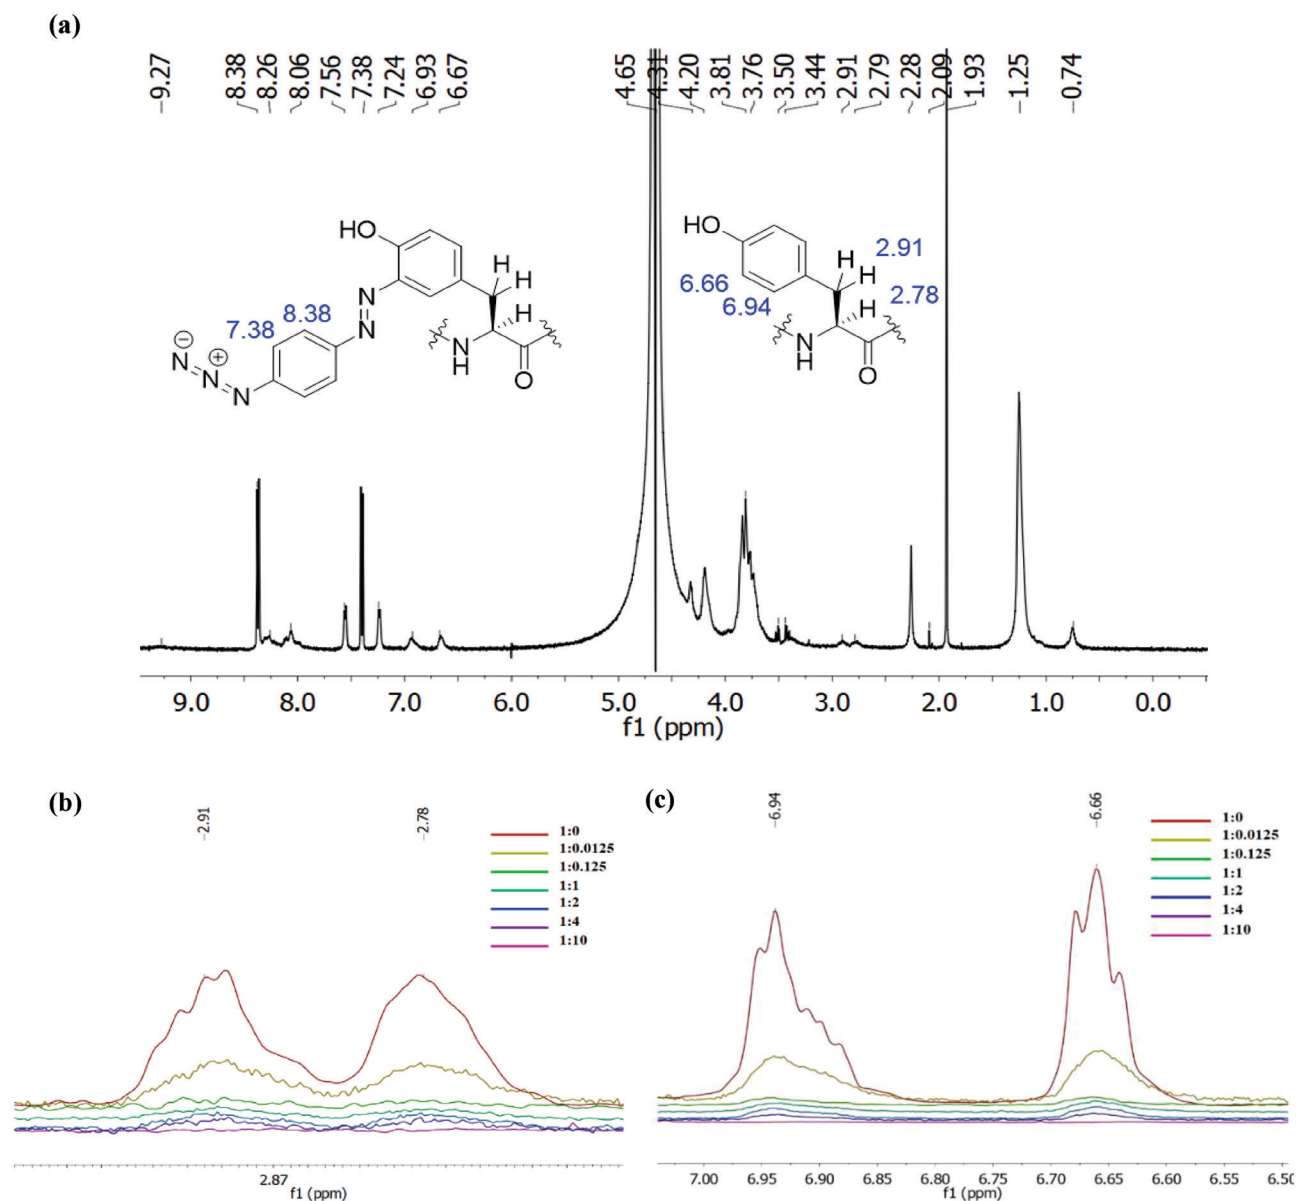 (a)
9.27 8.38 8.26 8.06 7.56 7.38 7.24 6.93 6.67 4.65 4.31 4.20 3.81 3.76 3.50 3.44 2.91 2.79 2.28 2.09 1.93 1.25 0.74
HO
H
H
N
N
7.38 8.38
H
N
H
O
N
⊖
N
⊕
N
HO
H
H
2.91
6.66
6.94
H
2.78
N
H
O
9.0 8.0 7.0 6.0 5.0 4.0 3.0 2.0 1.0 0.0
f1 (ppm)
(b)
2.91 2.78
1:0
1:0.0125
1:0.125
1:1
1:2
1:4
1:10
2.87
f1 (ppm)
(c)
6.94 6.66
1:0
1:0.0125
1:0.125
1:1
1:2
1:4
1:10
7.00 6.95 6.90 6.85 6.80 6.75 6.70 6.65 6.60 6.55 6.50
f1 (ppm)